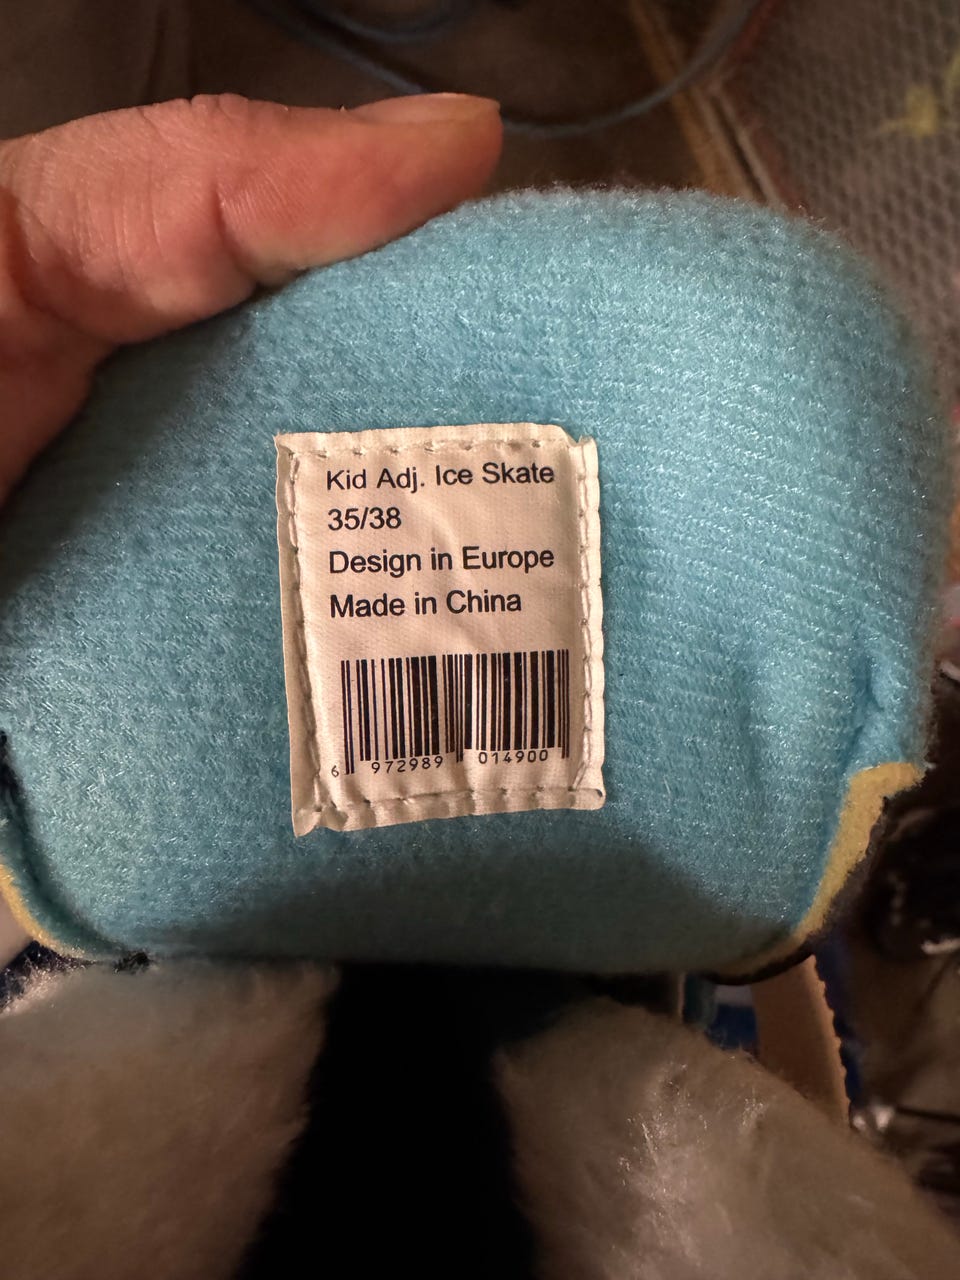 Kid Adj. Ice Skate
35/38
Design in Europe
Made in China
6 972989 014900